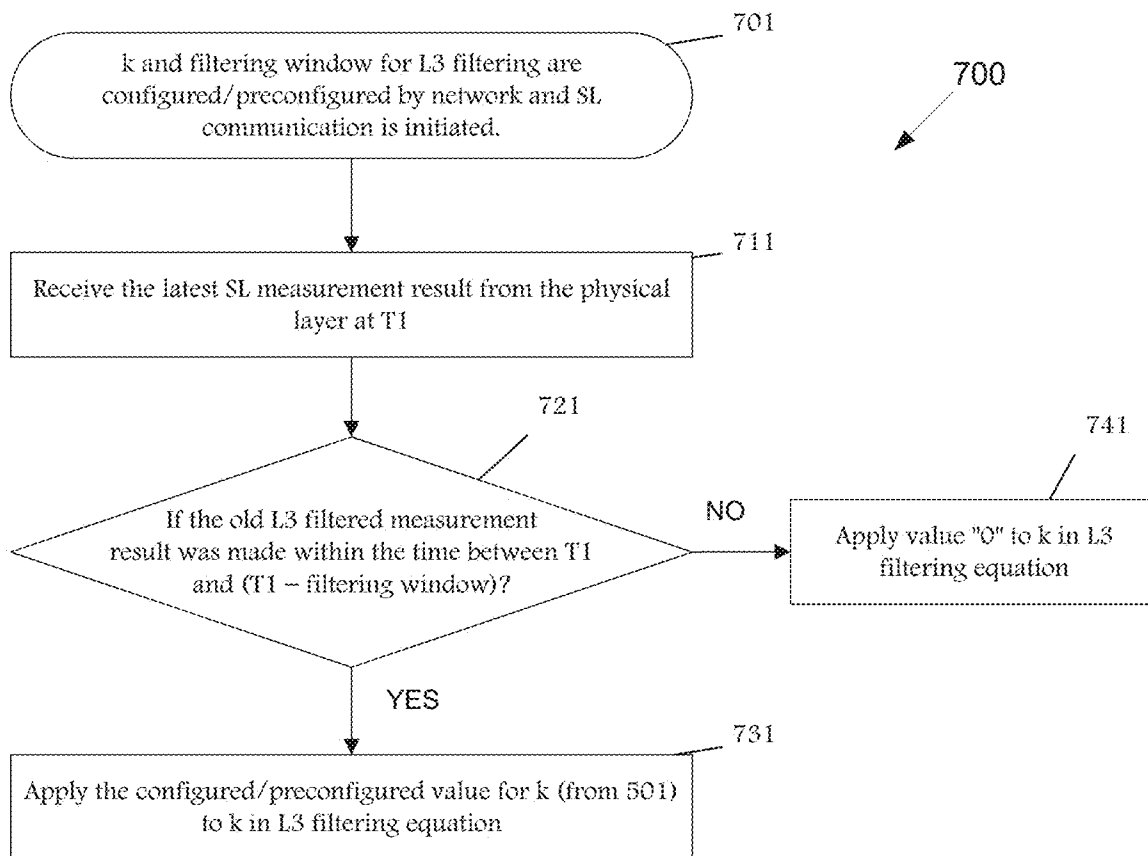 701
k and filtering window for L3 filtering are
configured/preconfigured by network and SL
communication is initiated.
700
711
Receive the latest SL measurement result from the physical
layer at T1
721
741
If the old L3 filtered measurement
result was made within the time between T1
and (T1 – filtering window)?
NO
Apply value "0" to k in L3
filtering equation
YES
731
Apply the configured/preconfigured value for k (from 501)
to k in L3 filtering equation